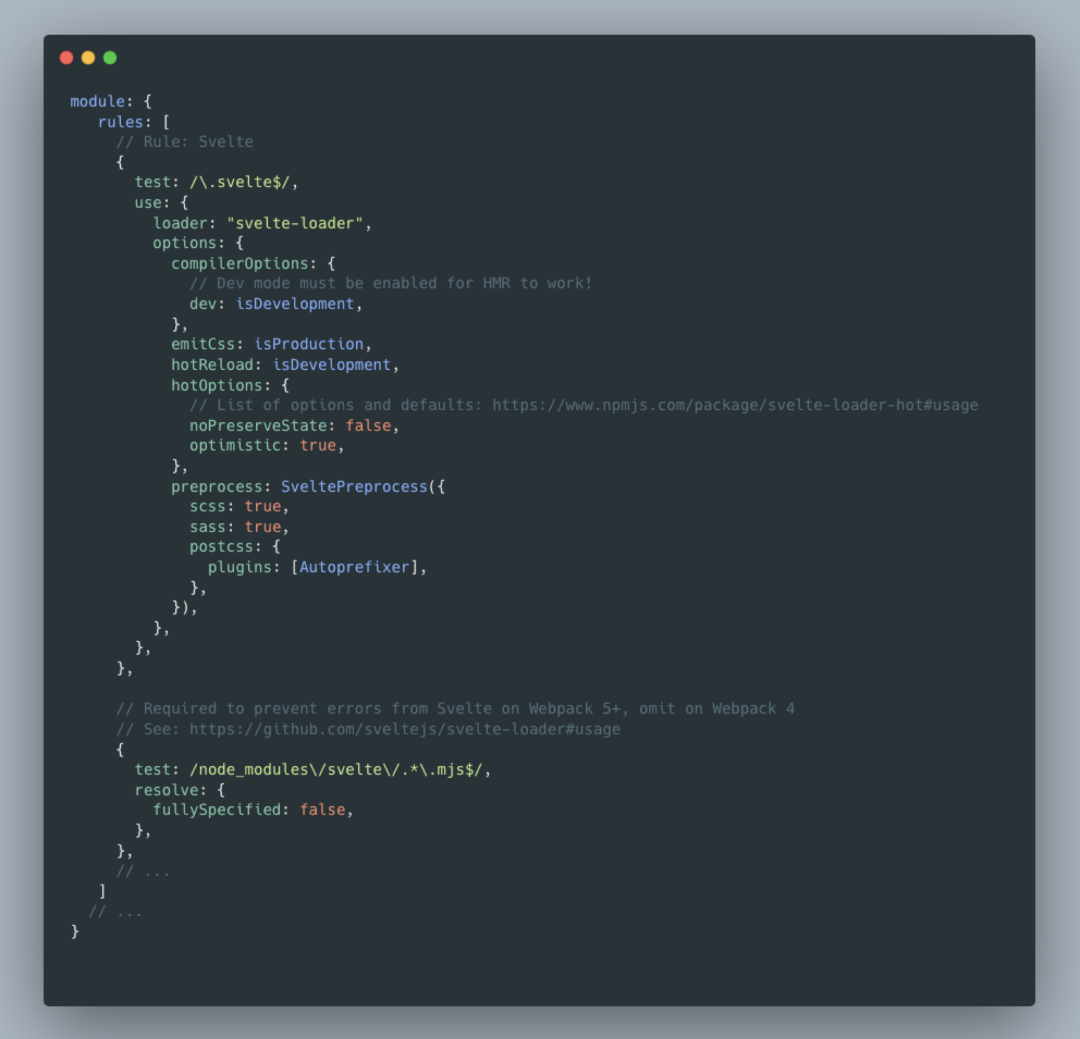 module: {
   rules: [
     // Rule: Svelte
     {
       test: /\.svelte$/,
       use: {
         loader: "svelte-loader",
         options: {
           compilerOptions: {
             // Dev mode must be enabled for HMR to work!
             dev: isDevelopment,
           },
           emitCss: isProduction,
           hotReload: isDevelopment,
           hotOptions: {
             // List of options and defaults: https://www.npmjs.com/package/svelte-loader-hot#usage
             noPreserveState: false,
             optimistic: true,
           },
           preprocess: SveltePreprocess({
             scss: true,
             sass: true,
             postcss: {
               plugins: [Autoprefixer],
             },
           }),
         },
       },
     },

     // Required to prevent errors from Svelte on Webpack 5+, omit on Webpack 4
     // See: https://github.com/sveltejs/svelte-loader#usage
     {
       test: /node_modules\/svelte\/.*\.mjs$/,
       resolve: {
         fullySpecified: false,
       },
     },
     // ...
   ]
  // ...
}